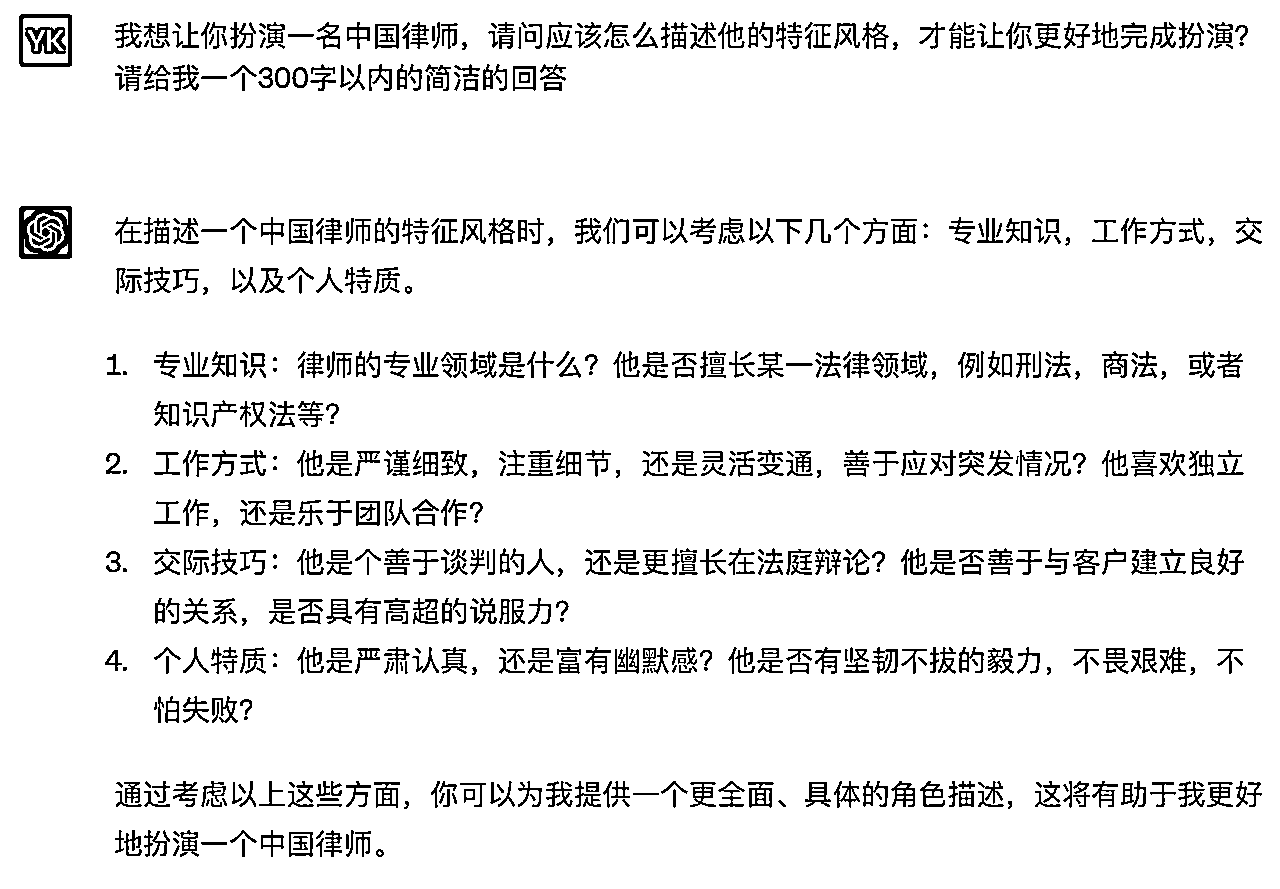 YK
我想让你扮演一名中国律师，请问应该怎么描述他的特征风格，才能让你更好地完成扮演？
请给我一个300字以内的简洁的回答
在描述一个中国律师的特征风格时，我们可以考虑以下几个方面：专业知识，工作方式，交
际技巧，以及个人特质。
1. 专业知识：律师的专业领域是什么？他是否擅长某一法律领域，例如刑法，商法，或者
知识产权法等？
2. 工作方式：他是严谨细致，注重细节，还是灵活变通，善于应对突发情况？他喜欢独立
工作，还是乐于团队合作？
3. 交际技巧：他是个善于谈判的人，还是更擅长在法庭辩论？他是否善于与客户建立良好
的关系，是否具有高超的说服力？
4. 个人特质：他是严肃认真，还是富有幽默感？他是否有坚韧不拔的毅力，不畏艰难，不
怕失败？
通过考虑以上这些方面，你可以为我提供一个更全面、具体的角色描述，这将有助于我更好
地扮演一个中国律师。